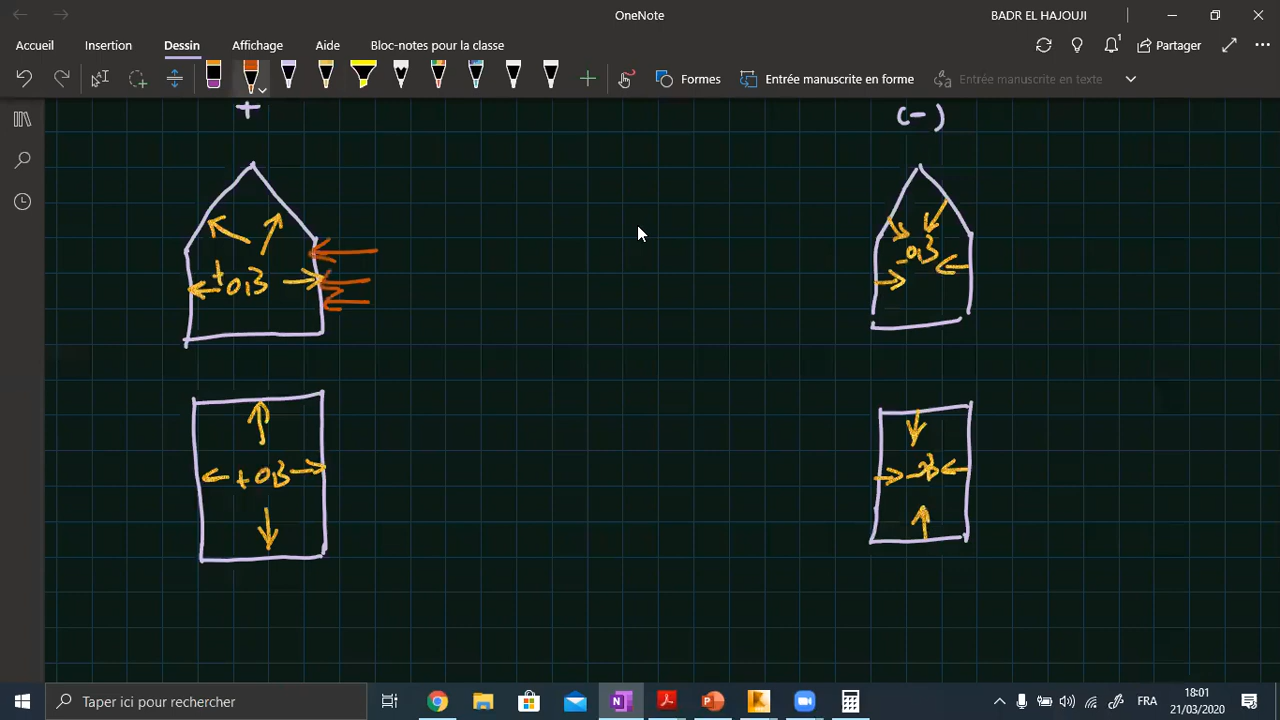 OneNote
BADR EL HAJOUJI
Accueil
Insertion
Dessin
Affichage
Aide
Bloc-notes pour la classe
Partager
Formes
Entrée manuscrite en forme
Entrée manuscrite en texte
+
(-)
+0,3
-0,3
+0,3
-0,3
Taper ici pour rechercher
FRA
18:01
21/03/2020